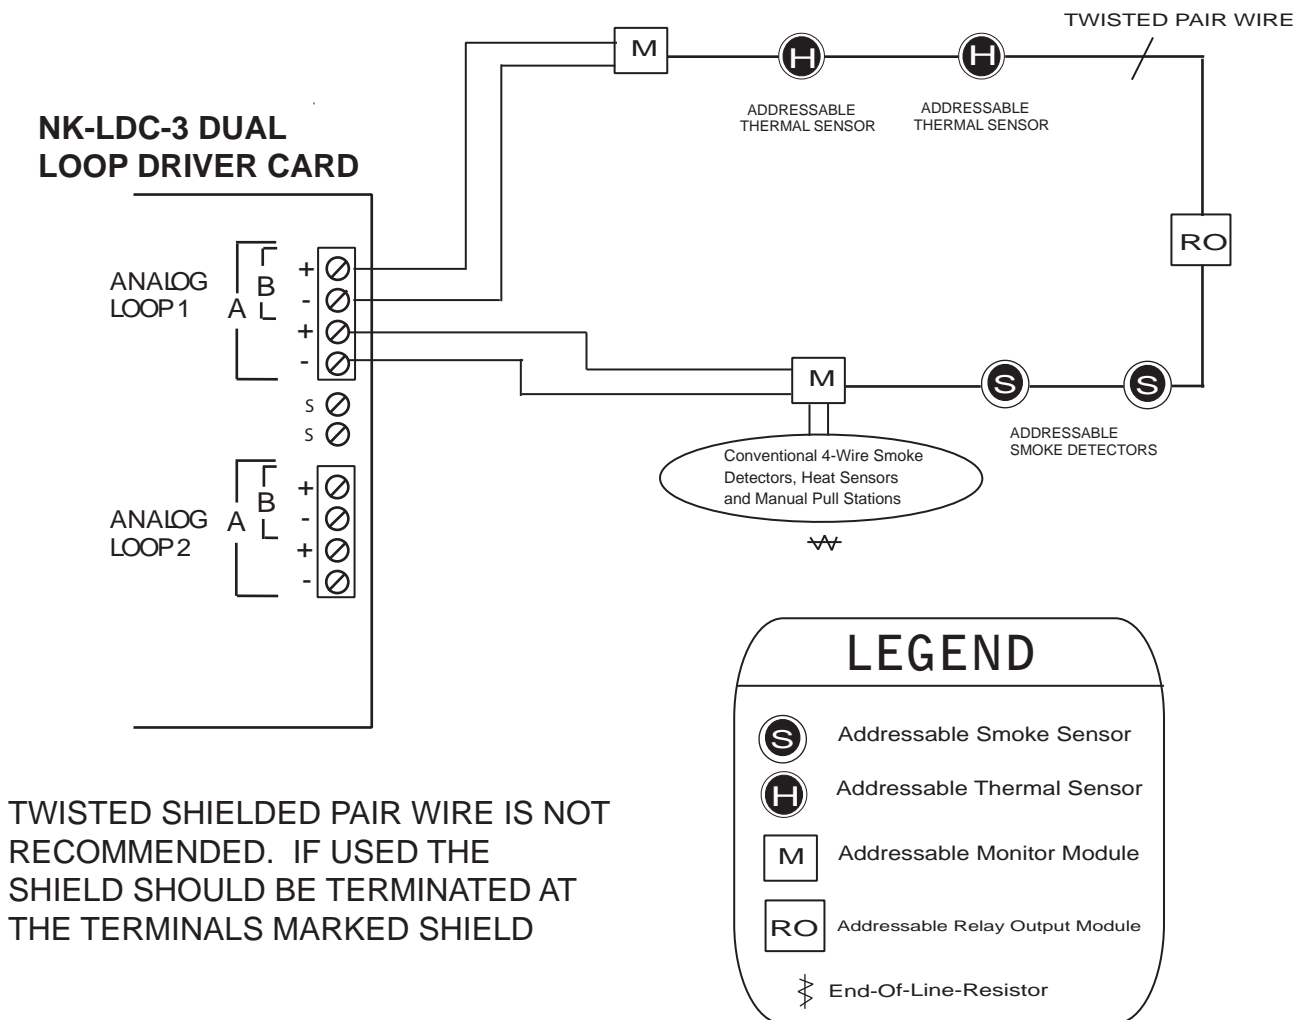 TWISTED PAIR WIRE
M
H
H
ADDRESSABLE
THERMAL SENSOR
ADDRESSABLE
THERMAL SENSOR
NK-LDC-3 DUAL
LOOP DRIVER CARD
ANALOG
LOOP 1
A
B
+
-
+
-
RO
S
S
M
S
S
ADDRESSABLE
SMOKE DETECTORS
Conventional 4-Wire Smoke
Detectors, Heat Sensors
and Manual Pull Stations
ANALOG
LOOP 2
A
B
+
-
+
-
LEGEND
S Addressable Smoke Sensor
H Addressable Thermal Sensor
M Addressable Monitor Module
RO Addressable Relay Output Module
End-Of-Line-Resistor
TWISTED SHIELDED PAIR WIRE IS NOT
RECOMMENDED. IF USED THE
SHIELD SHOULD BE TERMINATED AT
THE TERMINALS MARKED SHIELD